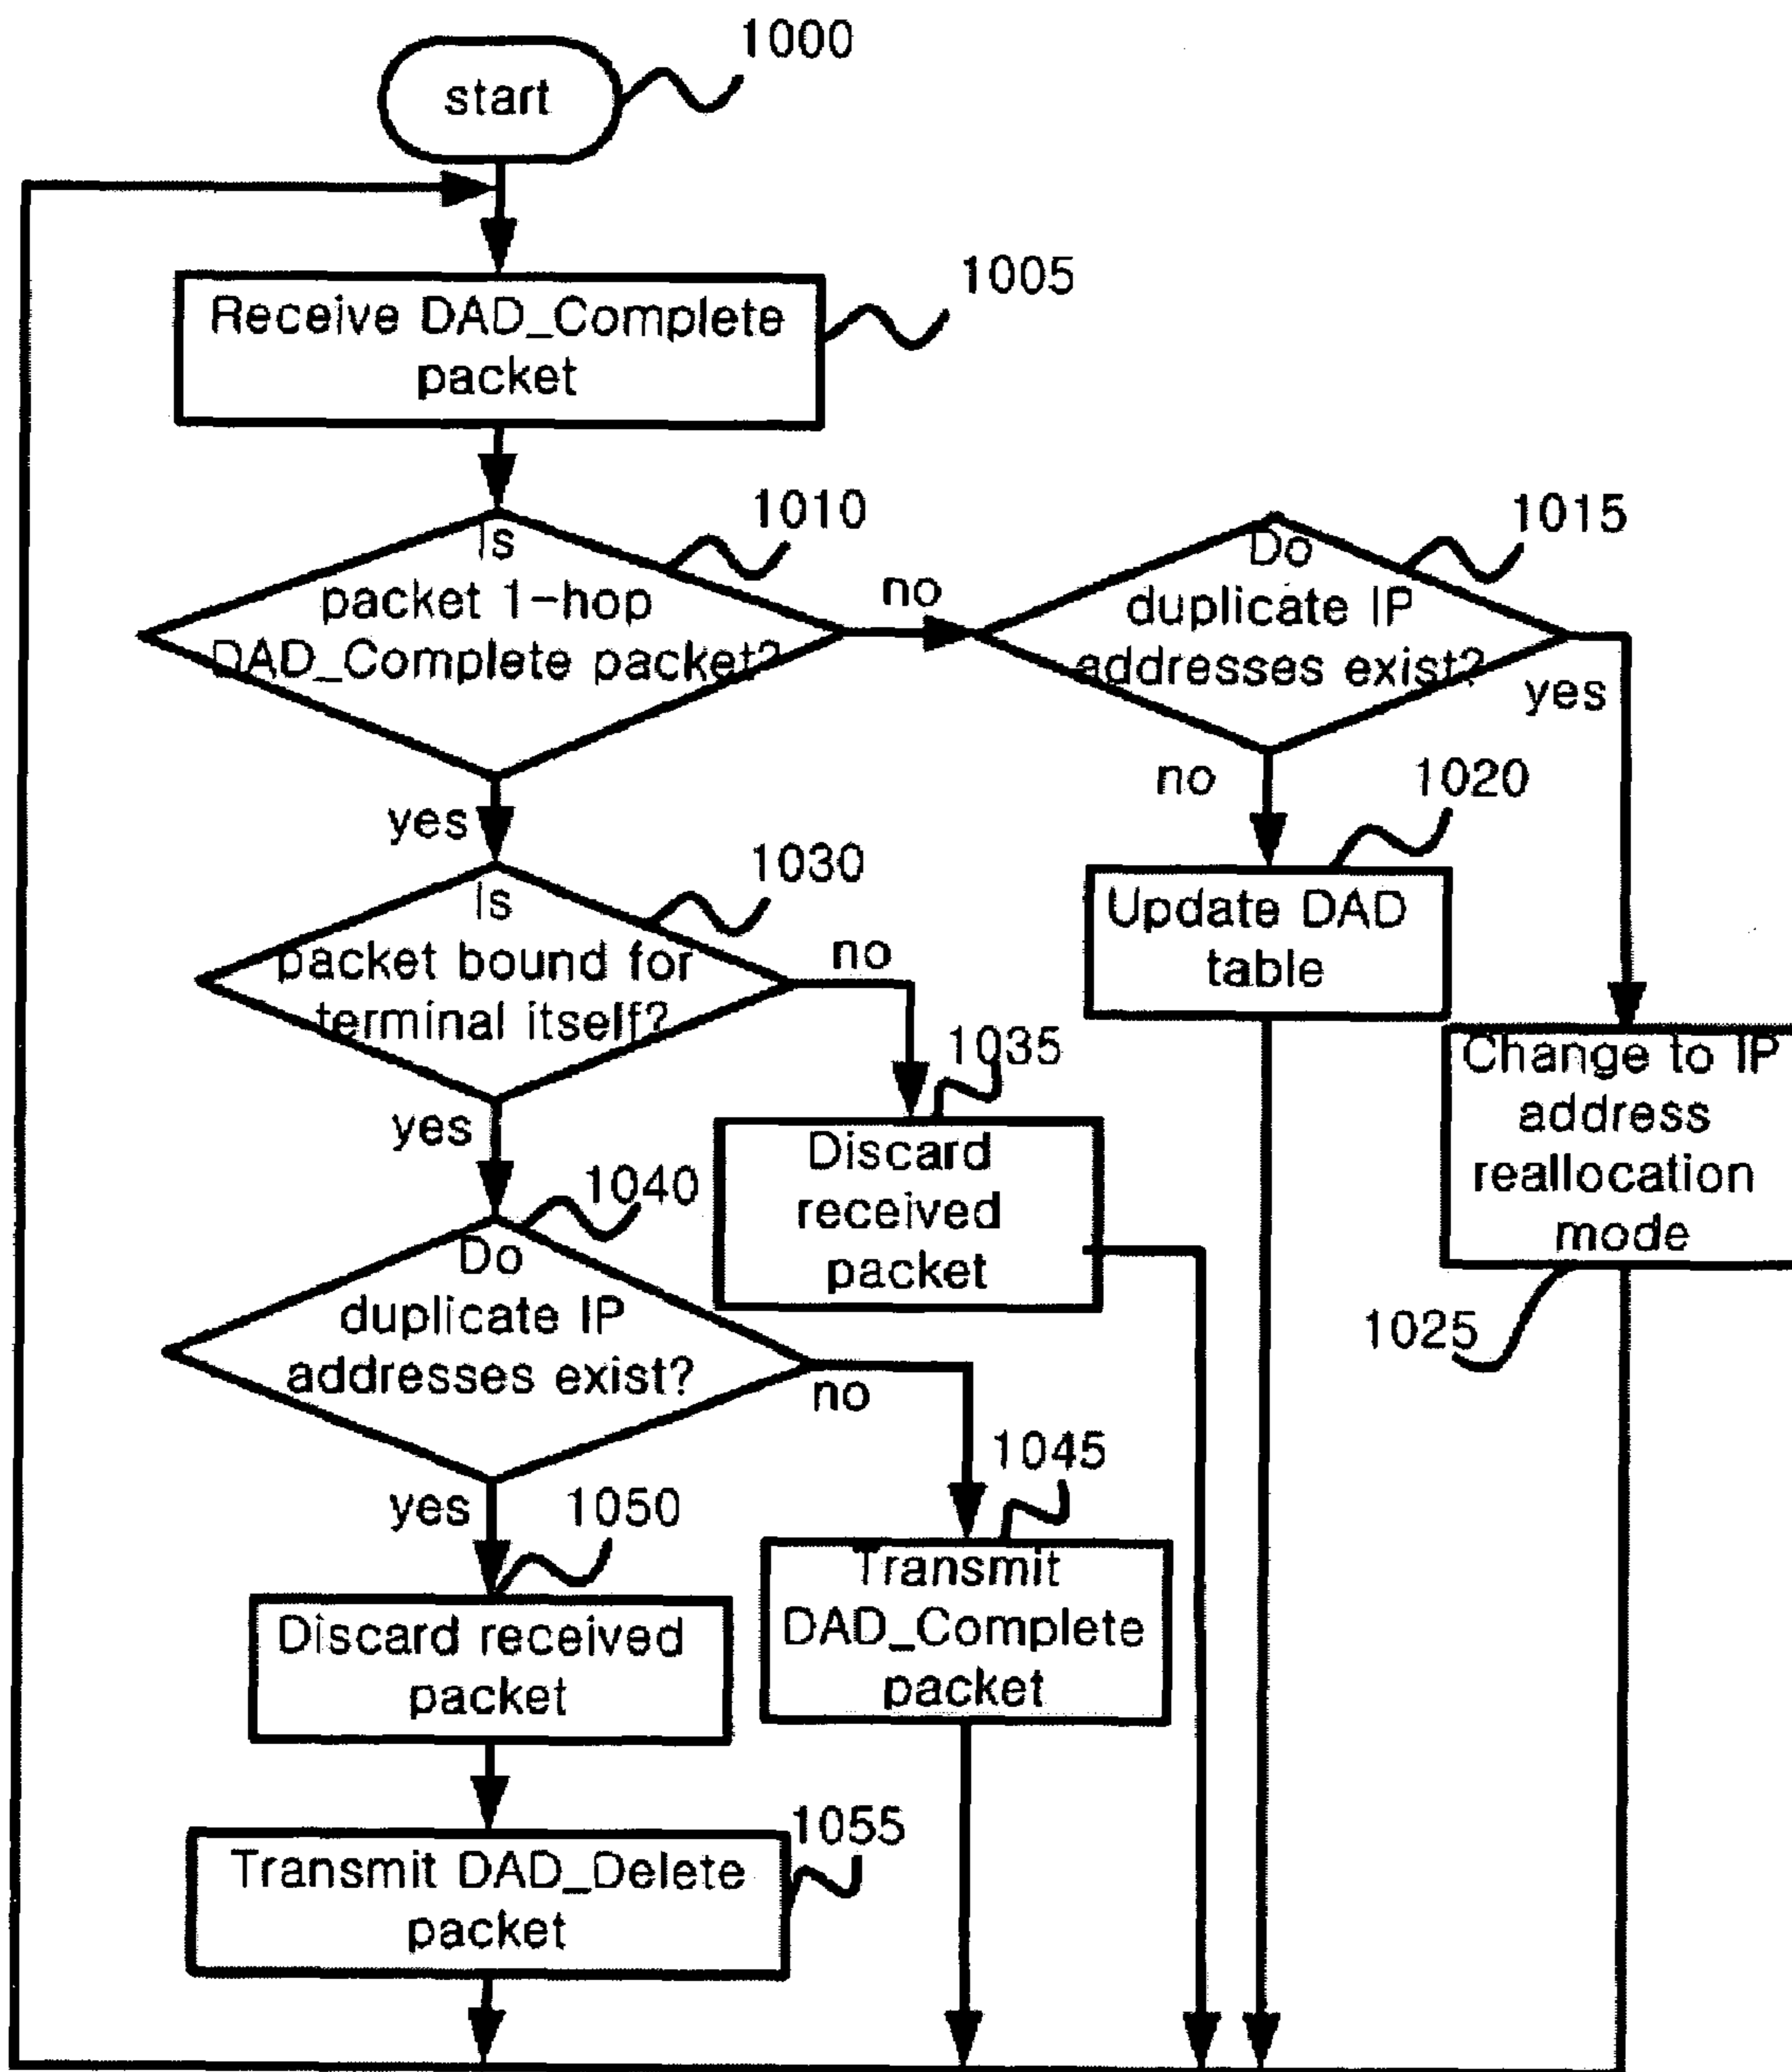 1000
start
1005
Receive DAD_Complete
packet
1010
Is
packet 1-hop
DAD_Complete packet?
no
yes
1015
Do
duplicate IP
addresses exist?
yes
no
1020
Update DAD
table
Change to IP
address
reallocation
mode
1025
1030
Is
packet bound for
terminal itself?
no
yes
1035
Discard
received
packet
1040
Do
duplicate IP
addresses exist?
no
yes
1045
Transmit
DAD_Complete
packet
1050
Discard received
packet
1055
Transmit DAD_Delete
packet